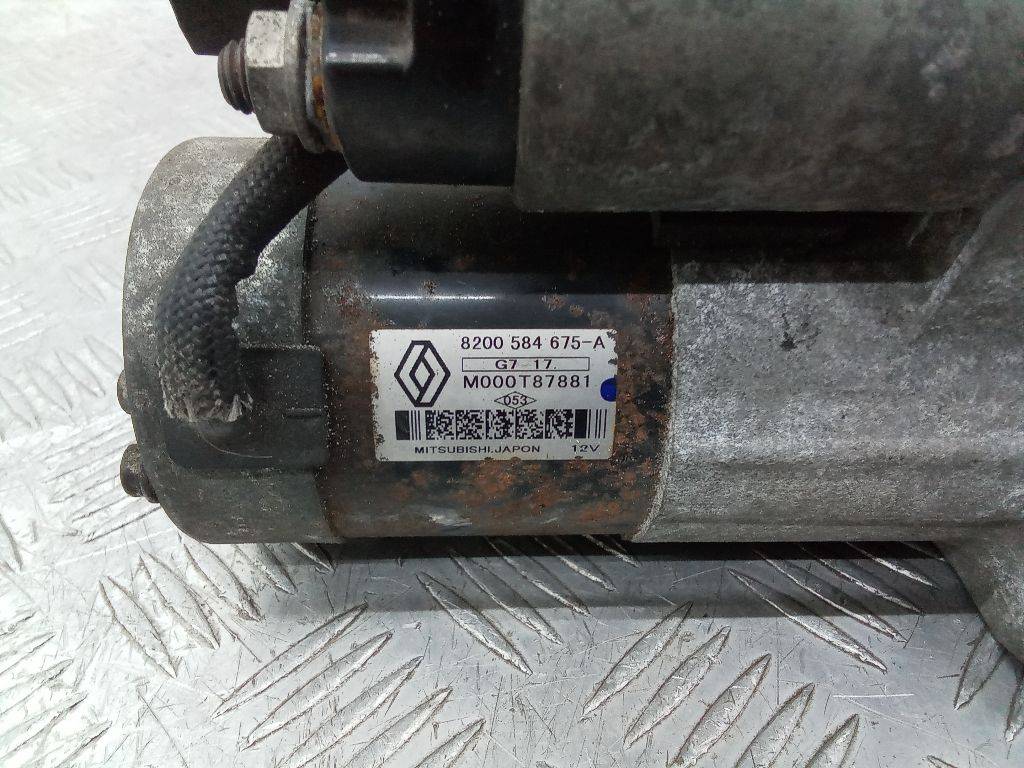 8200 584 675-A
G7 17.
M000T87881
053
MITSUBISHI.JAPON 12V